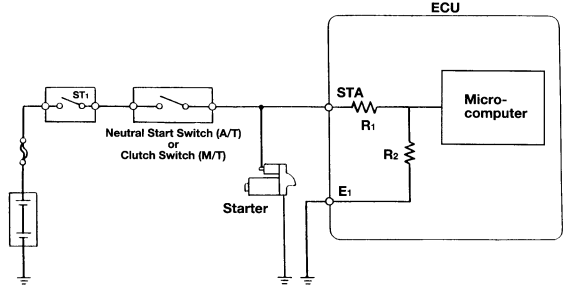 ECU
ST1
STA
R1
Micro-
computer
Neutral Start Switch (A/T)
or
Clutch Switch (M/T)
R2
E1
Starter